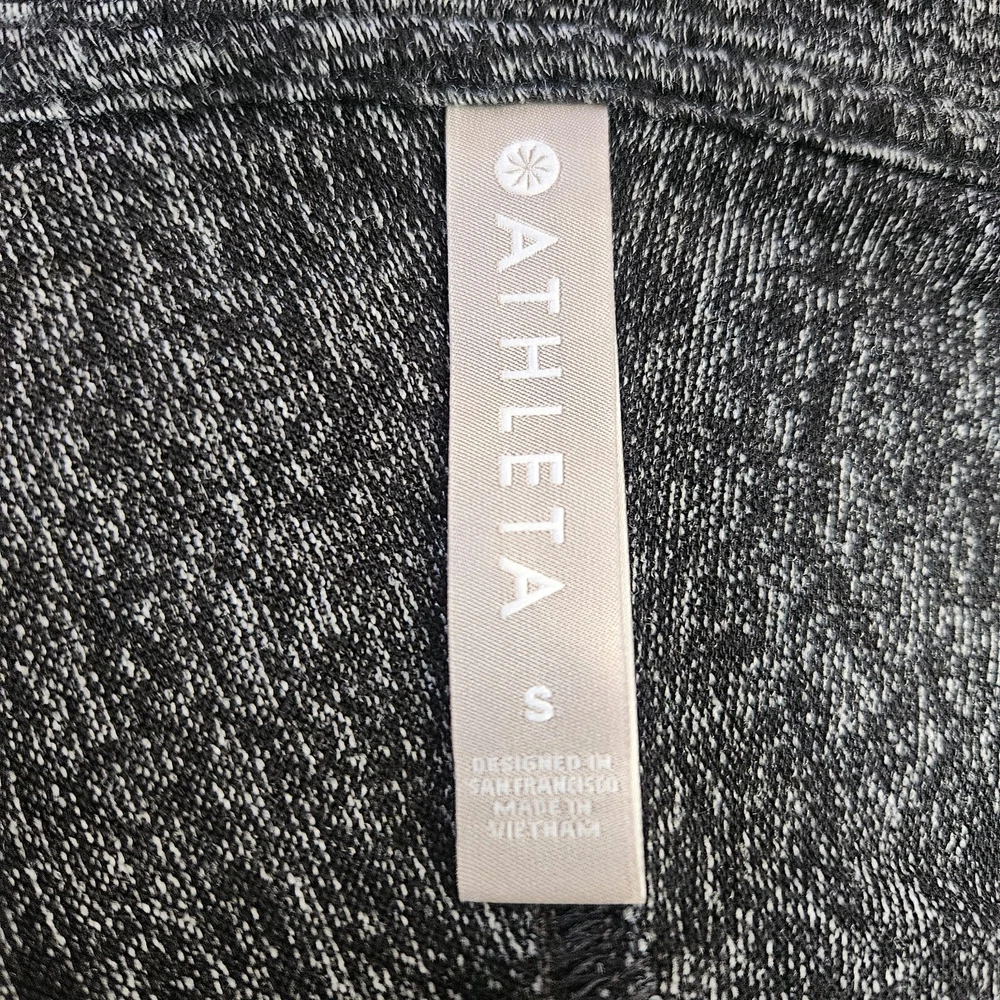 ATHLETA
S
DESIGNED IN
SAN FRANCISCO
MADE IN
VIETNAM